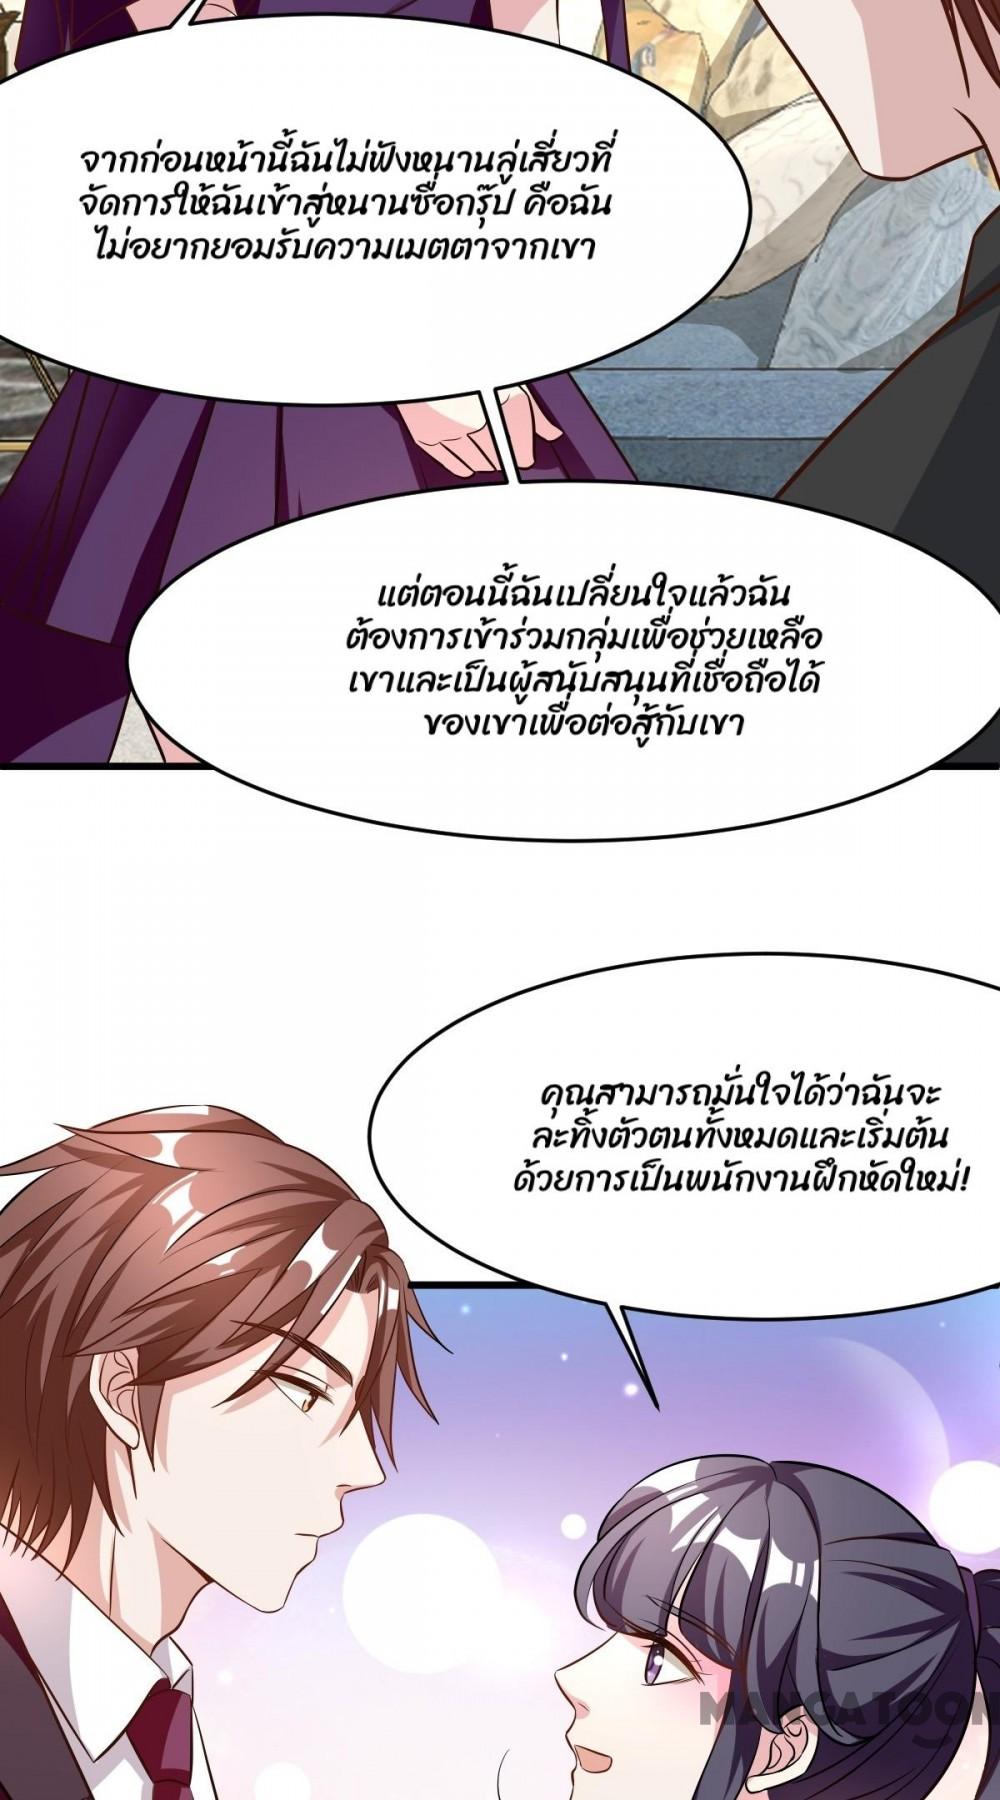 จากก่อนหน้านี้ฉันไม่ฟังหนานลู่เสี่ยวที่
จัดการให้ฉันเข้าสู่หนานซื่อกรุ๊ป คือฉัน
ไม่อยากยอมรับความเมตตาจากเขา
แต่ตอนนี้ฉันเปลี่ยนใจแล้วฉัน
ต้องการเข้าร่วมกลุ่มเพื่อช่วยเหลือ
เขาและเป็นผู้สนับสนุนที่เชื่อถือได้
ของเขาเพื่อต่อสู้กับเขา
คุณสามารถมั่นใจได้ว่าฉันจะ
ละทิ้งตัวตนทั้งหมดและเริ่มต้น
ด้วยการเป็นพนักงานฝึกหัดใหม่!
MANGATOON